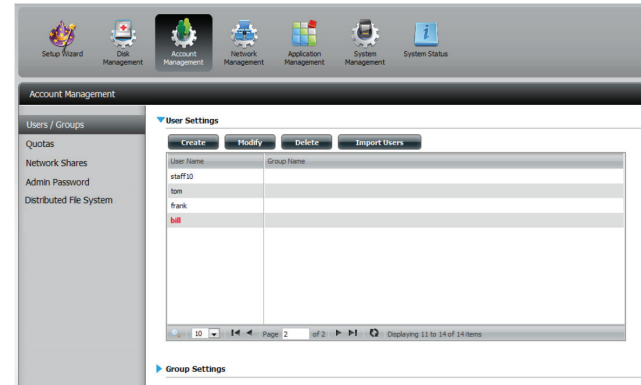 Setup Wizard
Disk Management
Account Management
Network Management
Application Management
System Management
System Status
Account Management
Users / Groups
Quotas
Network Shares
Admin Password
Distributed File System
User Settings
Create Modify Delete Import Users
User Name Group Name
staff10
tom
frank
bill
10 Page 2 of 2 Displaying 11 to 14 of 14 items
Group Settings